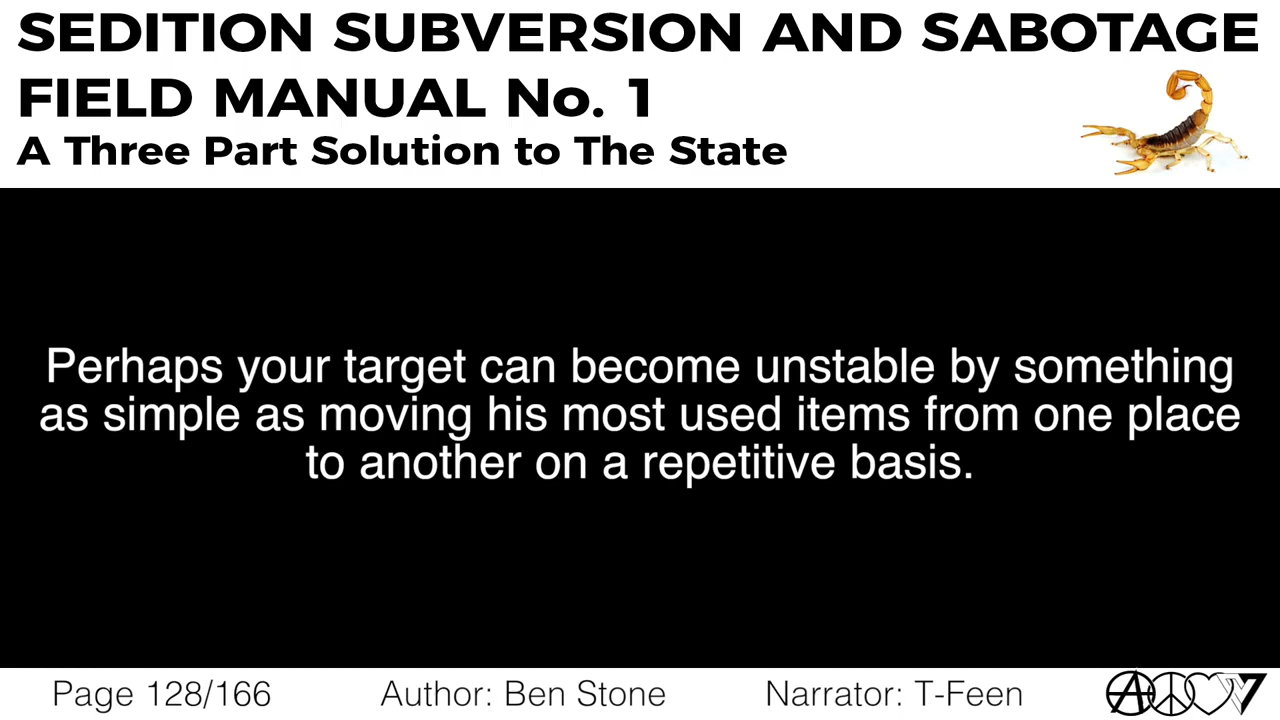 SEDITION SUBVERSION AND SABOTAGE
FIELD MANUAL No. 1
A Three Part Solution to The State
Perhaps your target can become unstable by something
as simple as moving his most used items from one place
to another on a repetitive basis.
Page 128/166 Author: Ben Stone Narrator: T-Feen